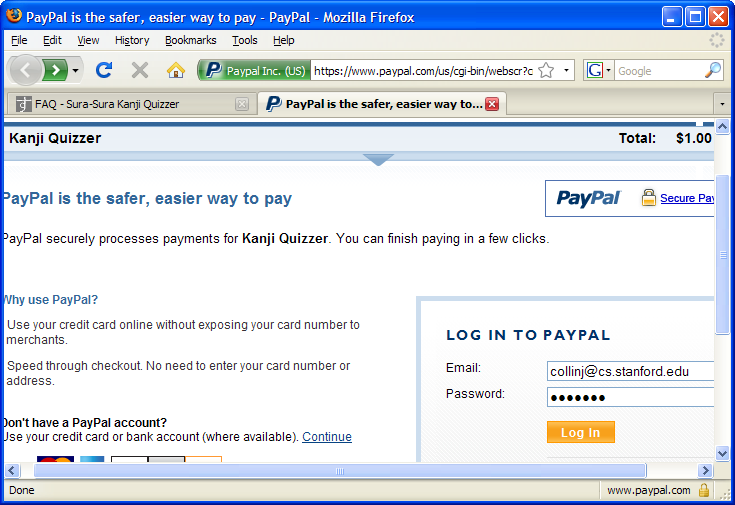 PayPal is the safer, easier way to pay - PayPal - Mozilla Firefox
File Edit View History Bookmarks Tools Help
PayPal Inc. (US) https://www.paypal.com/us/cgi-bin/webscr?c Google
FAQ - Sura-Sura Kanji Quizzer PayPal is the safer, easier way to...
Kanji Quizzer Total: $1.00
PayPal is the safer, easier way to pay
PayPal Secure Pay
PayPal securely processes payments for Kanji Quizzer. You can finish paying in a few clicks.
Why use PayPal?
Use your credit card online without exposing your card number to
merchants.
Speed through checkout. No need to enter your card number or
address.
Don't have a PayPal account?
Use your credit card or bank account (where available). Continue
LOG IN TO PAYPAL
Email: collinj@cs.stanford.edu
Password: •••••••
Log In
Done www.paypal.com